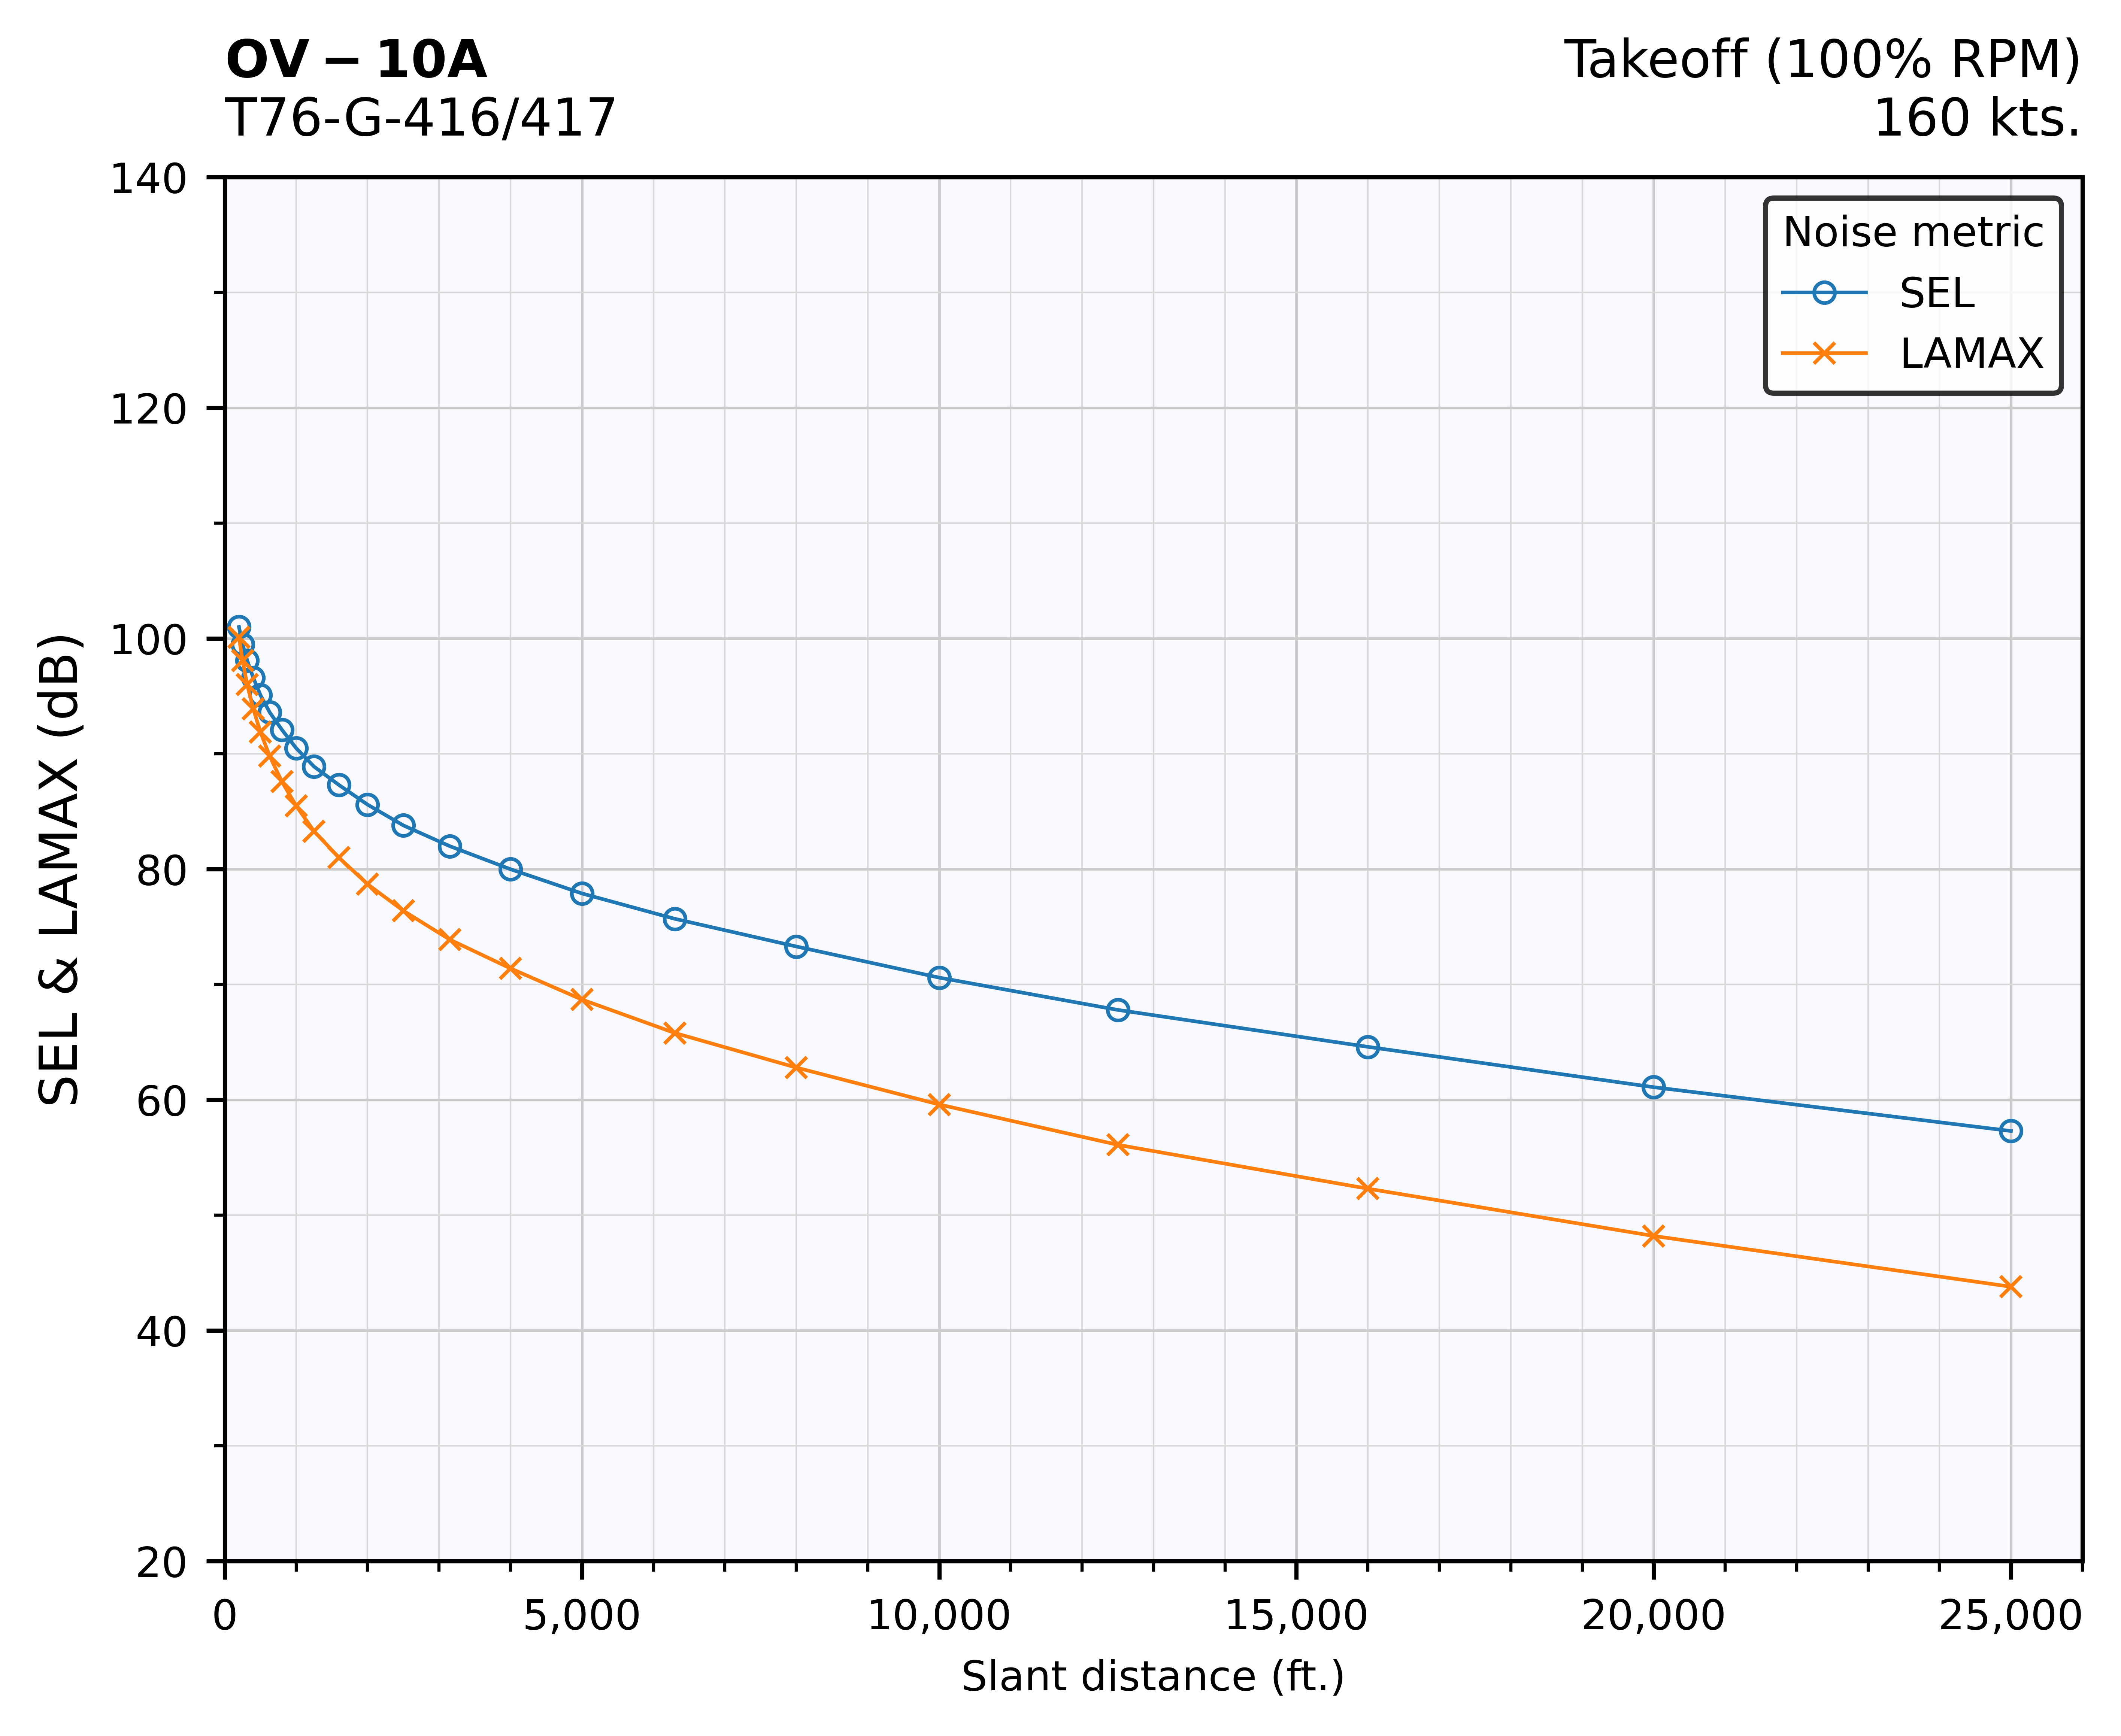 OV − 10A
T76-G-416/417
Takeoff (100% RPM)
160 kts.
SEL & LAMAX (dB)
140
120
100
80
60
40
20
Noise metric
SEL
LAMAX
0
5,000
10,000
15,000
20,000
25,000
Slant distance (ft.)